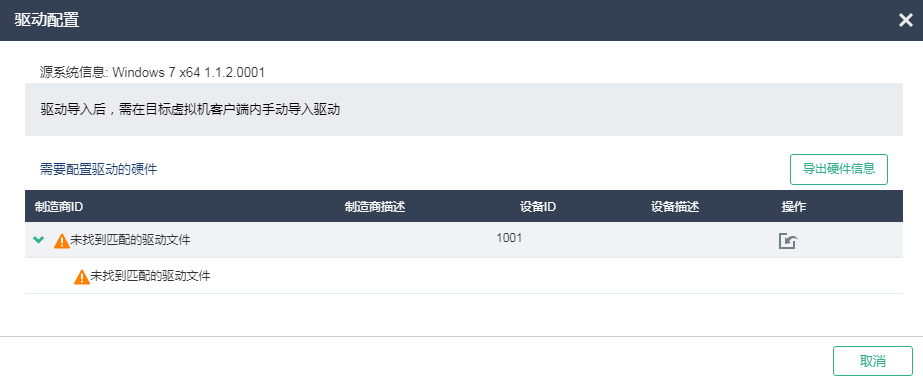 驱动配置
源系统信息: Windows 7 x64 1.1.2.0001
驱动导入后，需在目标虚拟机客户端内手动导入驱动
需要配置驱动的硬件
导出硬件信息
制造商ID 制造商描述 设备ID 设备描述 操作
未找到匹配的驱动文件 1001
未找到匹配的驱动文件
取消